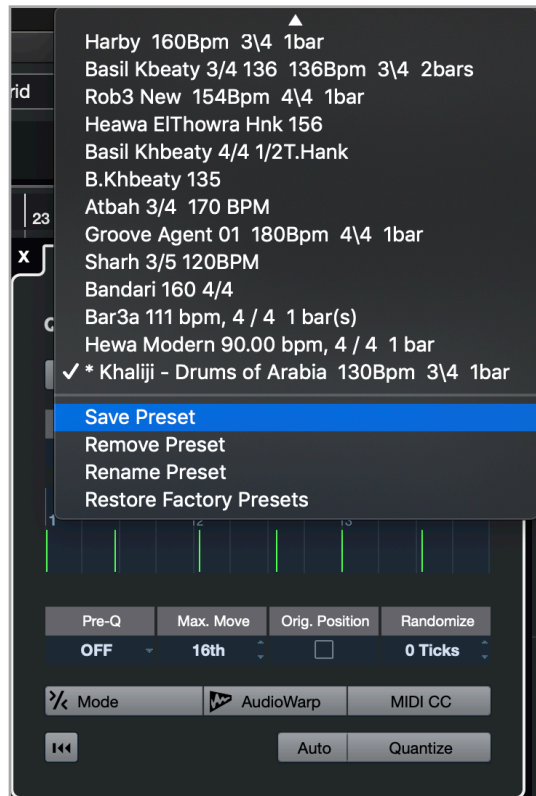 Harby 160Bpm 3\4 1bar
Basil Kbeaty 3/4 136 136Bpm 3\4 2bars
rid
Rob3 New 154Bpm 4\4 1bar
Heawa ElThowra Hnk 156
Basil Khbeaty 4/4 1/2T.Hank
B.Khbeaty 135
Atbah 3/4 170 BPM
23
Groove Agent 01 180Bpm 4\4 1bar
x
Sharh 3/5 120BPM
Bandari 160 4/4
Bar3a 111 bpm, 4 / 4 1 bar(s)
Hewa Modern 90.00 bpm, 4 / 4 1 bar
✓ * Khaliji - Drums of Arabia 130Bpm 3\4 1bar
Save Preset
Remove Preset
Rename Preset
Restore Factory Presets
1 12 13
Pre-Q Max. Move Orig. Position Randomize
OFF 16th 0 Ticks
Mode AudioWarp MIDI CC
Auto Quantize